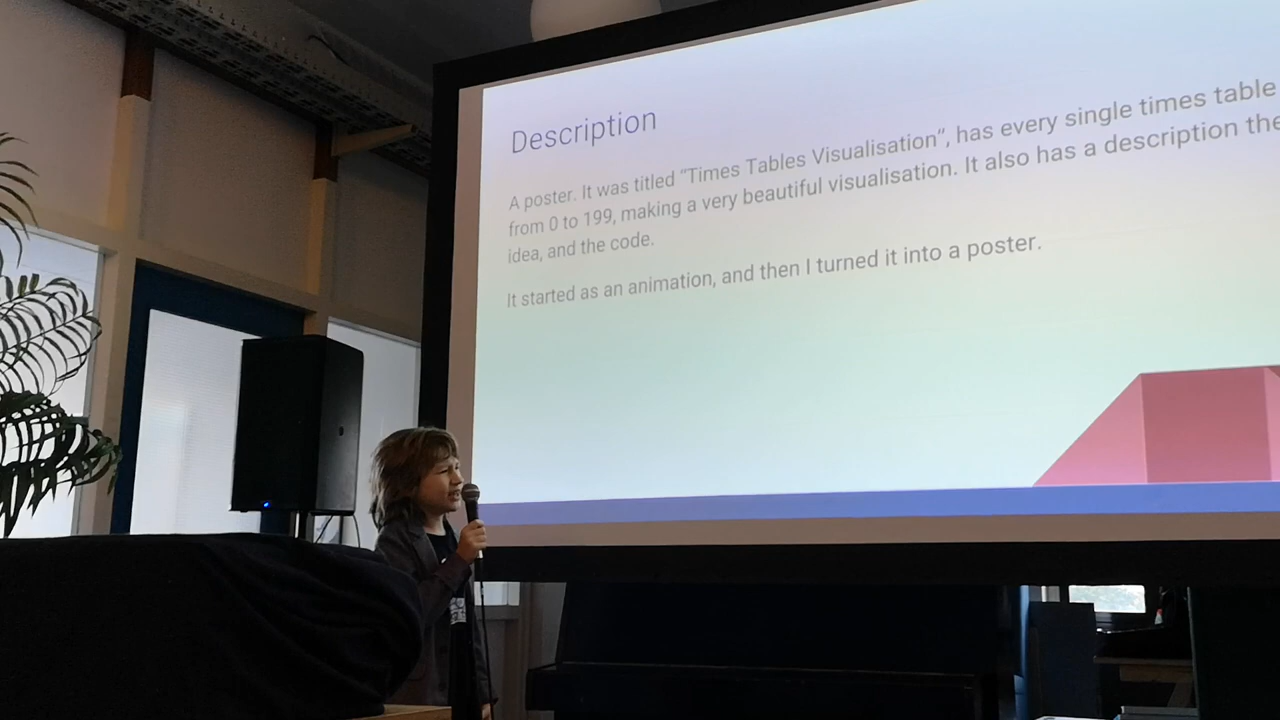 Description
A poster. It was titled “Times Tables Visualisation”, has every single times table
from 0 to 199, making a very beautiful visualisation. It also has a description the
idea, and the code.
It started as an animation, and then I turned it into a poster.